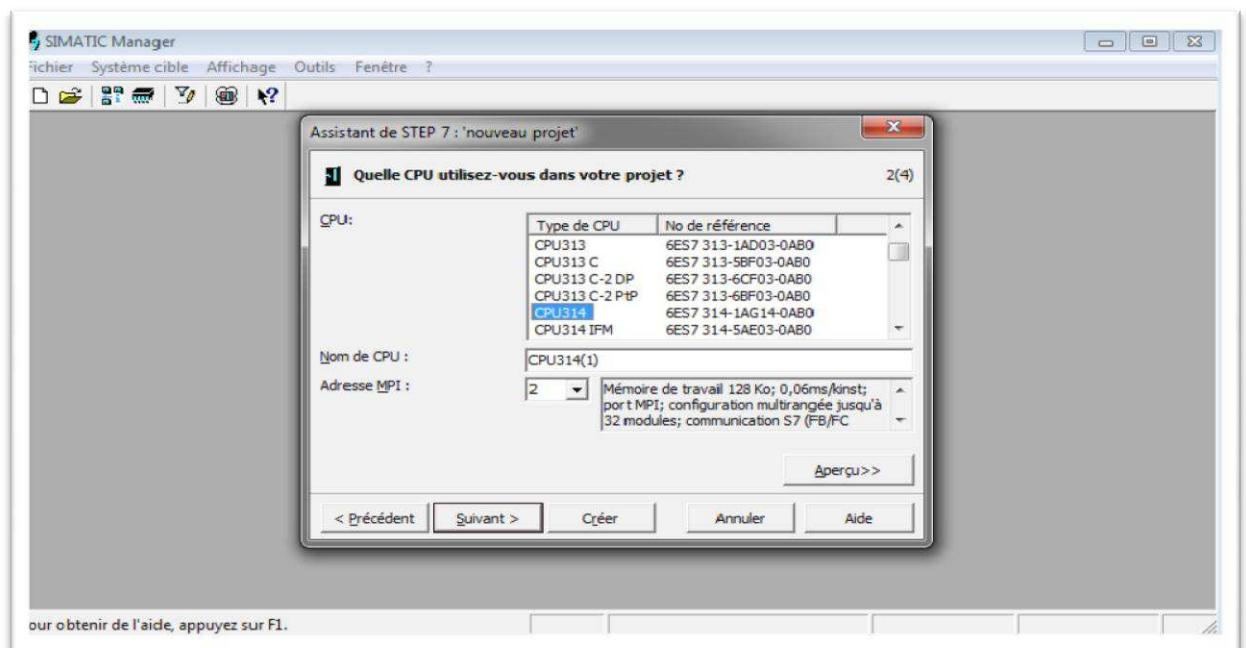 SIMATIC Manager
Fichier Système cible Affichage Outils Fenêtre ?
Assistant de STEP 7 : 'nouveau projet'
Quelle CPU utilisez-vous dans votre projet ? 2(4)
CPU:
Type de CPU No de référence
CPU313 6ES7 313-1AD03-0AB0
CPU313 C 6ES7 313-5BF03-0AB0
CPU313 C-2 DP 6ES7 313-6CF03-0AB0
CPU313 C-2 PtP 6ES7 313-6BF03-0AB0
CPU314 6ES7 314-1AG14-0AB0
CPU314 IFM 6ES7 314-5AE03-0AB0
Nom de CPU : CPU314(1)
Adresse MPI : 2
Mémoire de travail 128 Ko; 0,06ms/kinst;
port MPI; configuration multirangée jusqu'à
32 modules; communication S7 (FB/FC
Aperçu>>
< Précédent Suivant > Créer Annuler Aide
our obtenir de l'aide, appuyez sur F1.